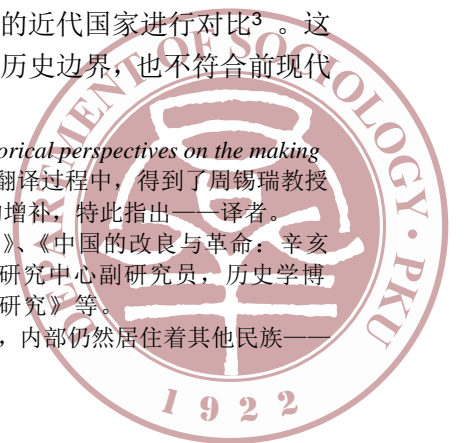 的近代国家进行对比³ 。这
历史边界，也不符合前现代
orical perspectives on the making
翻译过程中，得到了周锡瑞教授
增补，特此指出——译者。
》、《中国的改良与革命：辛亥
研究中心副研究员，历史学博
研究》等。
，内部仍然居住着其他民族——
DEPARTMENT OF SOCIOLOGY • PKU
1922